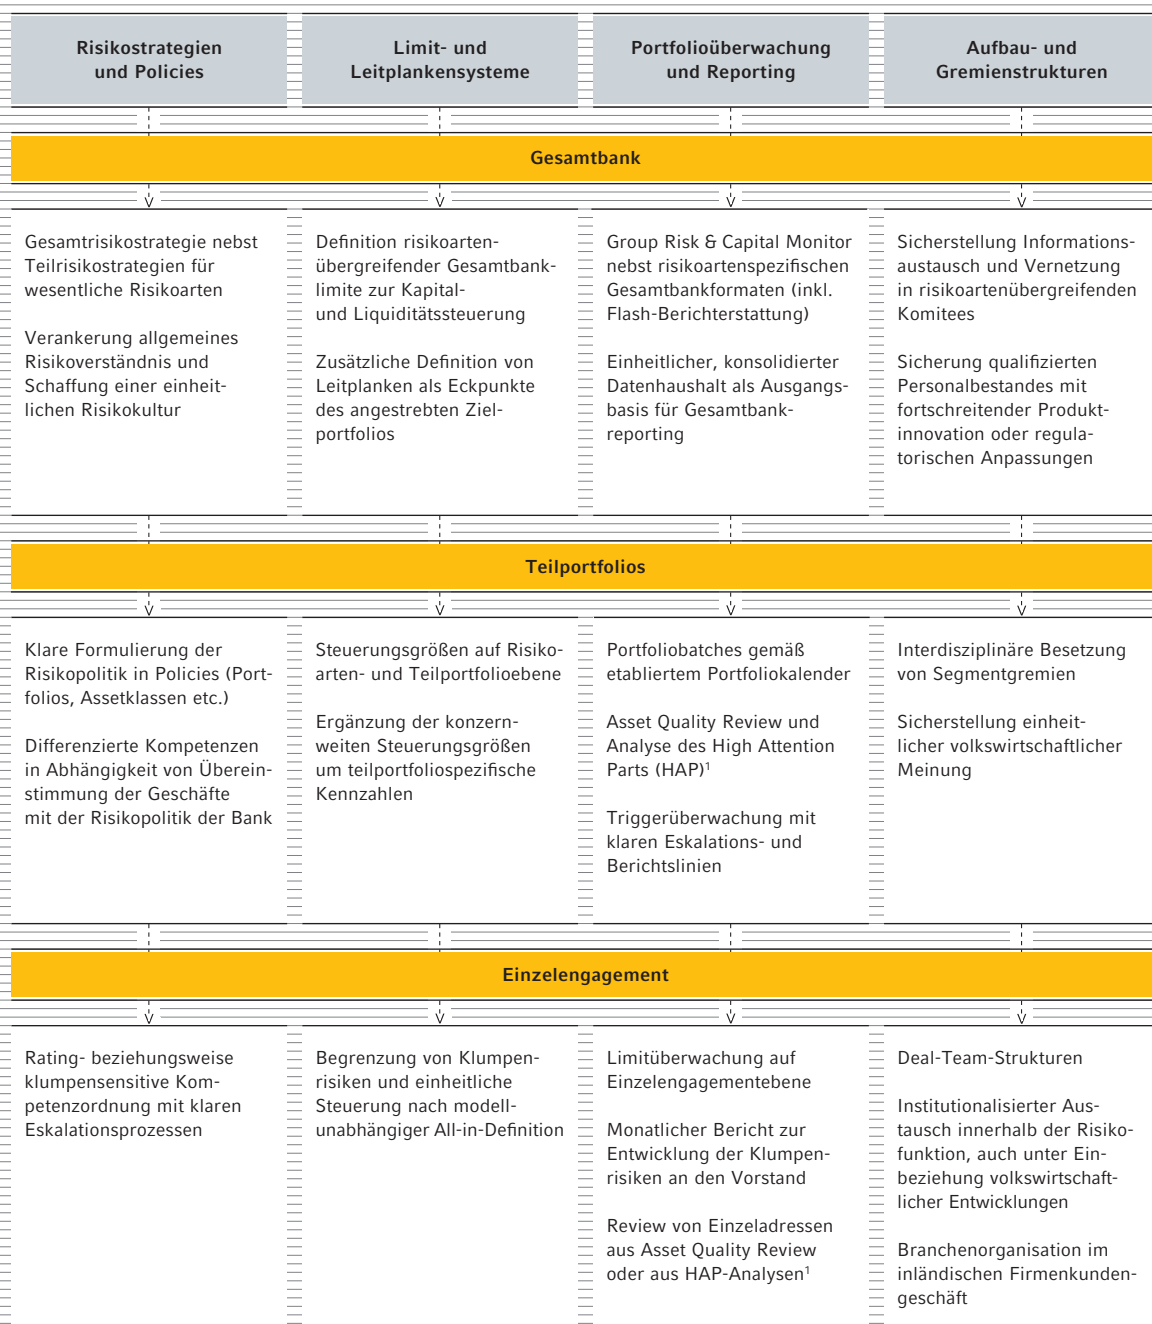 Risikostrategien
und Policies
Limit- und
Leitplankensysteme
Portfolioüberwachung
und Reporting
Aufbau- und
Gremienstrukturen
Gesamtbank
Gesamtrisikostrategie nebst
Teilrisikostrategien für
wesentliche Risikoarten
Verankerung allgemeines
Risikoverständnis und
Schaffung einer einheit-
lichen Risikokultur
Definition risikoarten-
übergreifender Gesamtbank-
limite zur Kapital-
und Liquiditätssteuerung
Zusätzliche Definition von
Leitplanken als Eckpunkte
des angestrebten Ziel-
portfolios
Group Risk & Capital Monitor
nebst risikoartenspezifischen
Gesamtbankformaten (inkl.
Flash-Berichterstattung)
Einheitlicher, konsolidierter
Datenhaushalt als Ausgangs-
basis für Gesamtbank-
reporting
Sicherstellung Informations-
austausch und Vernetzung
in risikoartenübergreifenden
Komitees
Sicherung qualifizierten
Personalbestandes mit
fortschreitender Produkt-
innovation oder regula-
torischen Anpassungen
Teilportfolios
Klare Formulierung der
Risikopolitik in Policies (Port-
folios, Assetklassen etc.)
Differenzierte Kompetenzen
in Abhängigkeit von Überein-
stimmung der Geschäfte
mit der Risikopolitik der Bank
Steuerungsgrößen auf Risiko-
arten- und Teilportfolioebene
Ergänzung der konzern-
weiten Steuerungsgrößen
um teilportfoliospezifische
Kennzahlen
Portfoliobatches gemäß
etabliertem Portfoliokalender
Asset Quality Review und
Analyse des High Attention
Parts (HAP)¹
Triggerüberwachung mit
klaren Eskalations- und
Berichtslinien
Interdisziplinäre Besetzung
von Segmentgremien
Sicherstellung einheit-
licher volkswirtschaftlicher
Meinung
Einzelengagement
Rating- beziehungsweise
klumpensensitive Kom-
petenzordnung mit klaren
Eskalationsprozessen
Begrenzung von Klumpen-
risiken und einheitliche
Steuerung nach modell-
unabhängiger All-in-Definition
Limitüberwachung auf
Einzelengagementebene
Monatlicher Bericht zur
Entwicklung der Klumpen-
risiken an den Vorstand
Review von Einzeladressen
aus Asset Quality Review
oder aus HAP-Analysen¹
Deal-Team-Strukturen
Institutionalisierter Aus-
tausch innerhalb der Risiko-
funktion, auch unter Ein-
beziehung volkswirtschaft-
licher Entwicklungen
Branchenorganisation im
inländischen Firmenkunden-
geschäft